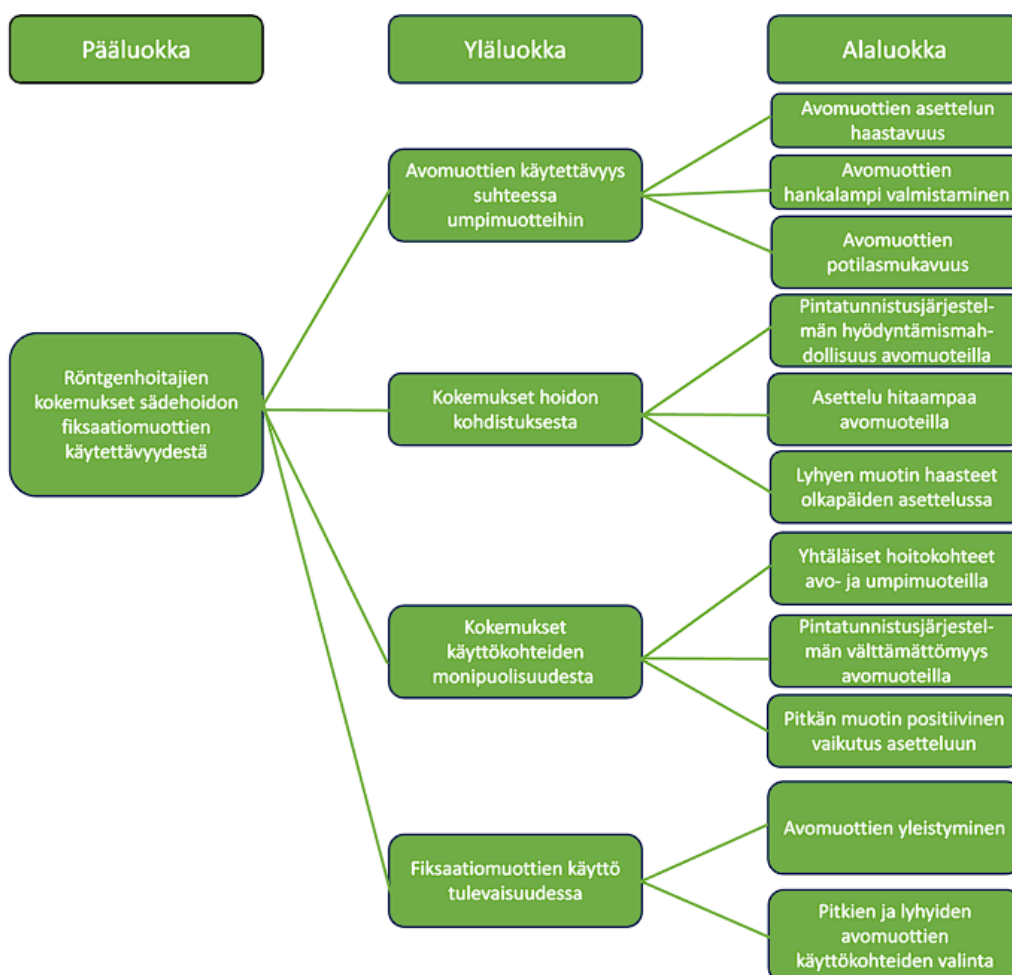 Pääluokka
Yläluokka
Alaluokka
Röntgenhoitajien
kokemukset sädehoidon
fiksaatiomuottien
käytettävyydestä
Avomuottien käytettävyys
suhteessa
umpimuotteihin
Avomuottien asettelun
haastavuus
Avomuottien
hankalampi valmistaminen
Avomuottien
potilasmukavuus
Kokemukset hoidon
kohdistuksesta
Pintatunnistusjärjestel-
män hyödyntämismah-
dollisuus avomuoteilla
Asettelu hitaampaa
avomuoteilla
Lyhyen muotin haasteet
olkapäiden asettelussa
Kokemukset
käyttökohteiden
monipuolisuudesta
Yhtäläiset hoitokohteet
avo- ja umpimuoteilla
Pintatunnistusjärjestel-
män välttämättömyys
avomuoteilla
Pitkän muotin positiivinen
vaikutus asetteluun
Fiksaatiomuottien käyttö
tulevaisuudessa
Avomuottien yleistyminen
Pitkien ja lyhyiden
avomuottien
käyttökohteiden valinta